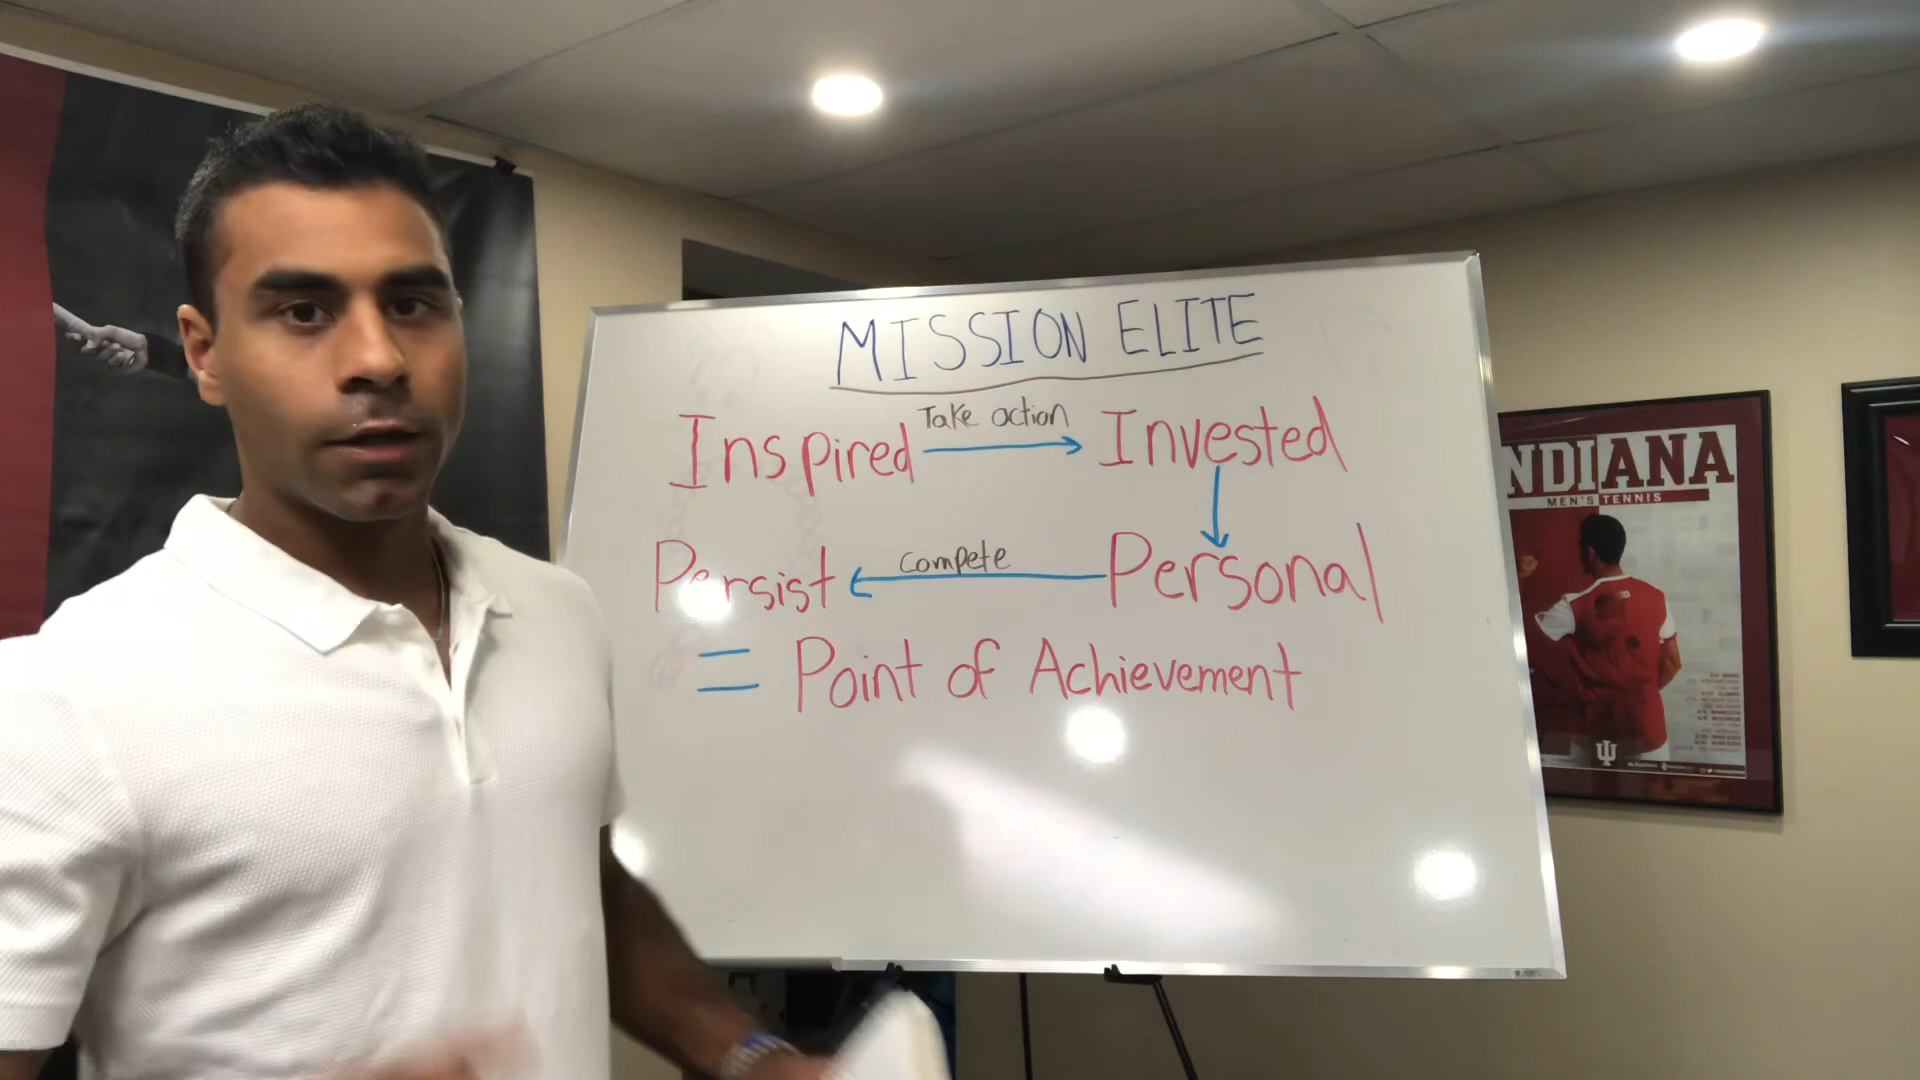 MISSION ELITE
Inspired Take action Invested
Persist compete Personal
= Point of Achievement
INDIANA
MEN'S TENNIS